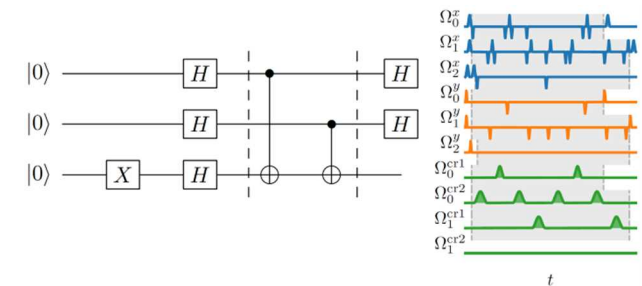 |0⟩ H H
|0⟩ H H
|0⟩ X H
Ω₀ˣ
Ω₁ˣ
Ω₂ˣ
Ω₀ʸ
Ω₁ʸ
Ω₂ʸ
Ω₀ᶜʳ¹
Ω₀ᶜʳ²
Ω₁ᶜʳ¹
Ω₁ᶜʳ²
t